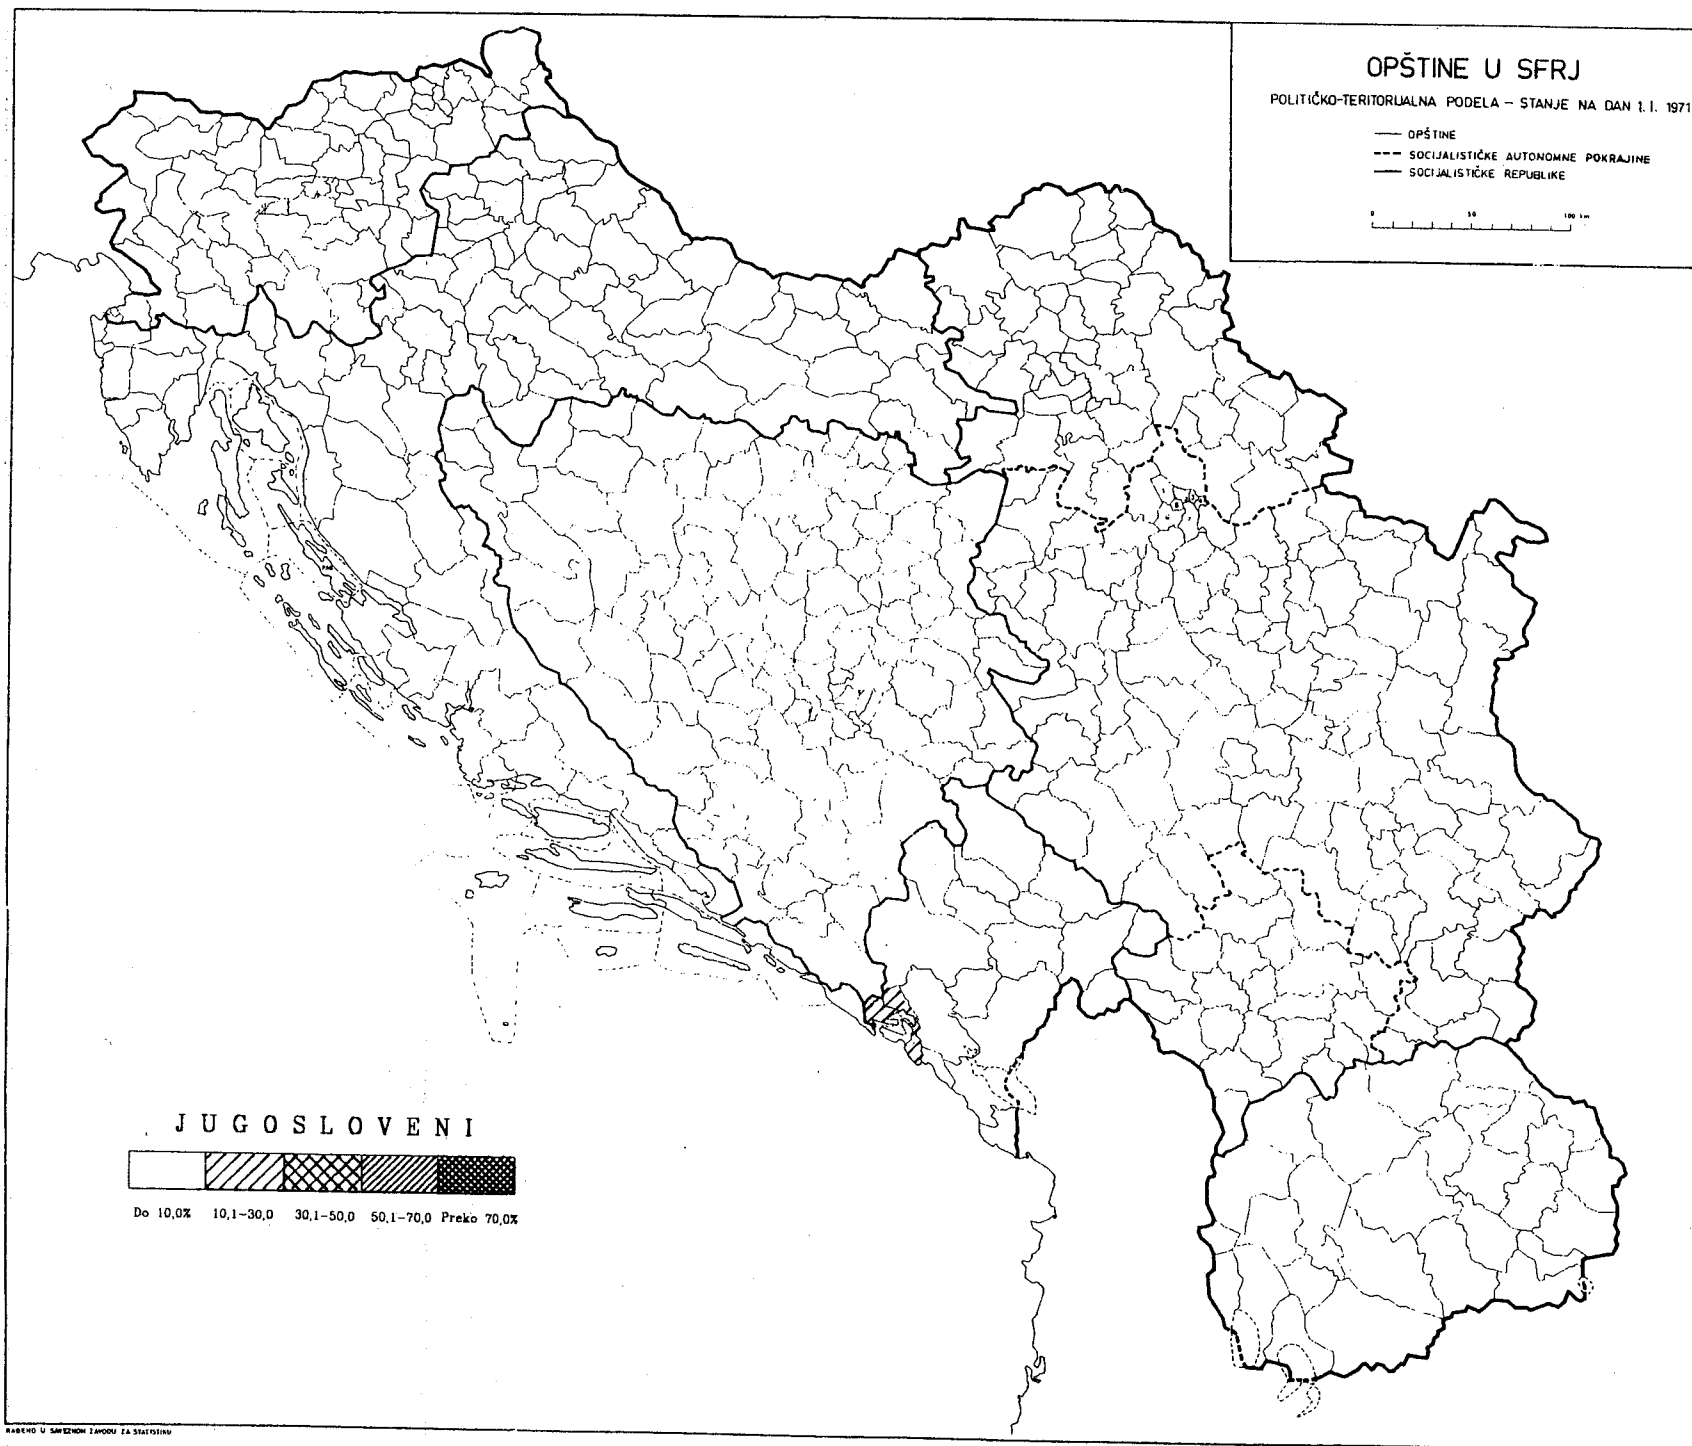 OPŠTINE U SFRJ
POLITIČKO-TERITORIJALNA PODELA – STANJE NA DAN 1. I. 1971
OPŠTINE
SOCIJALISTIČKE AUTONOMNE POKRAJINE
SOCIJALISTIČKE REPUBLIKE
0 50 100 km
JUGOSLOVENI
Do 10,0% 10,1-30,0 30,1-50,0 50,1-70,0 Preko 70,0%
RAĐENO U SAVEZNOM ZAVODU ZA STATISTIKU